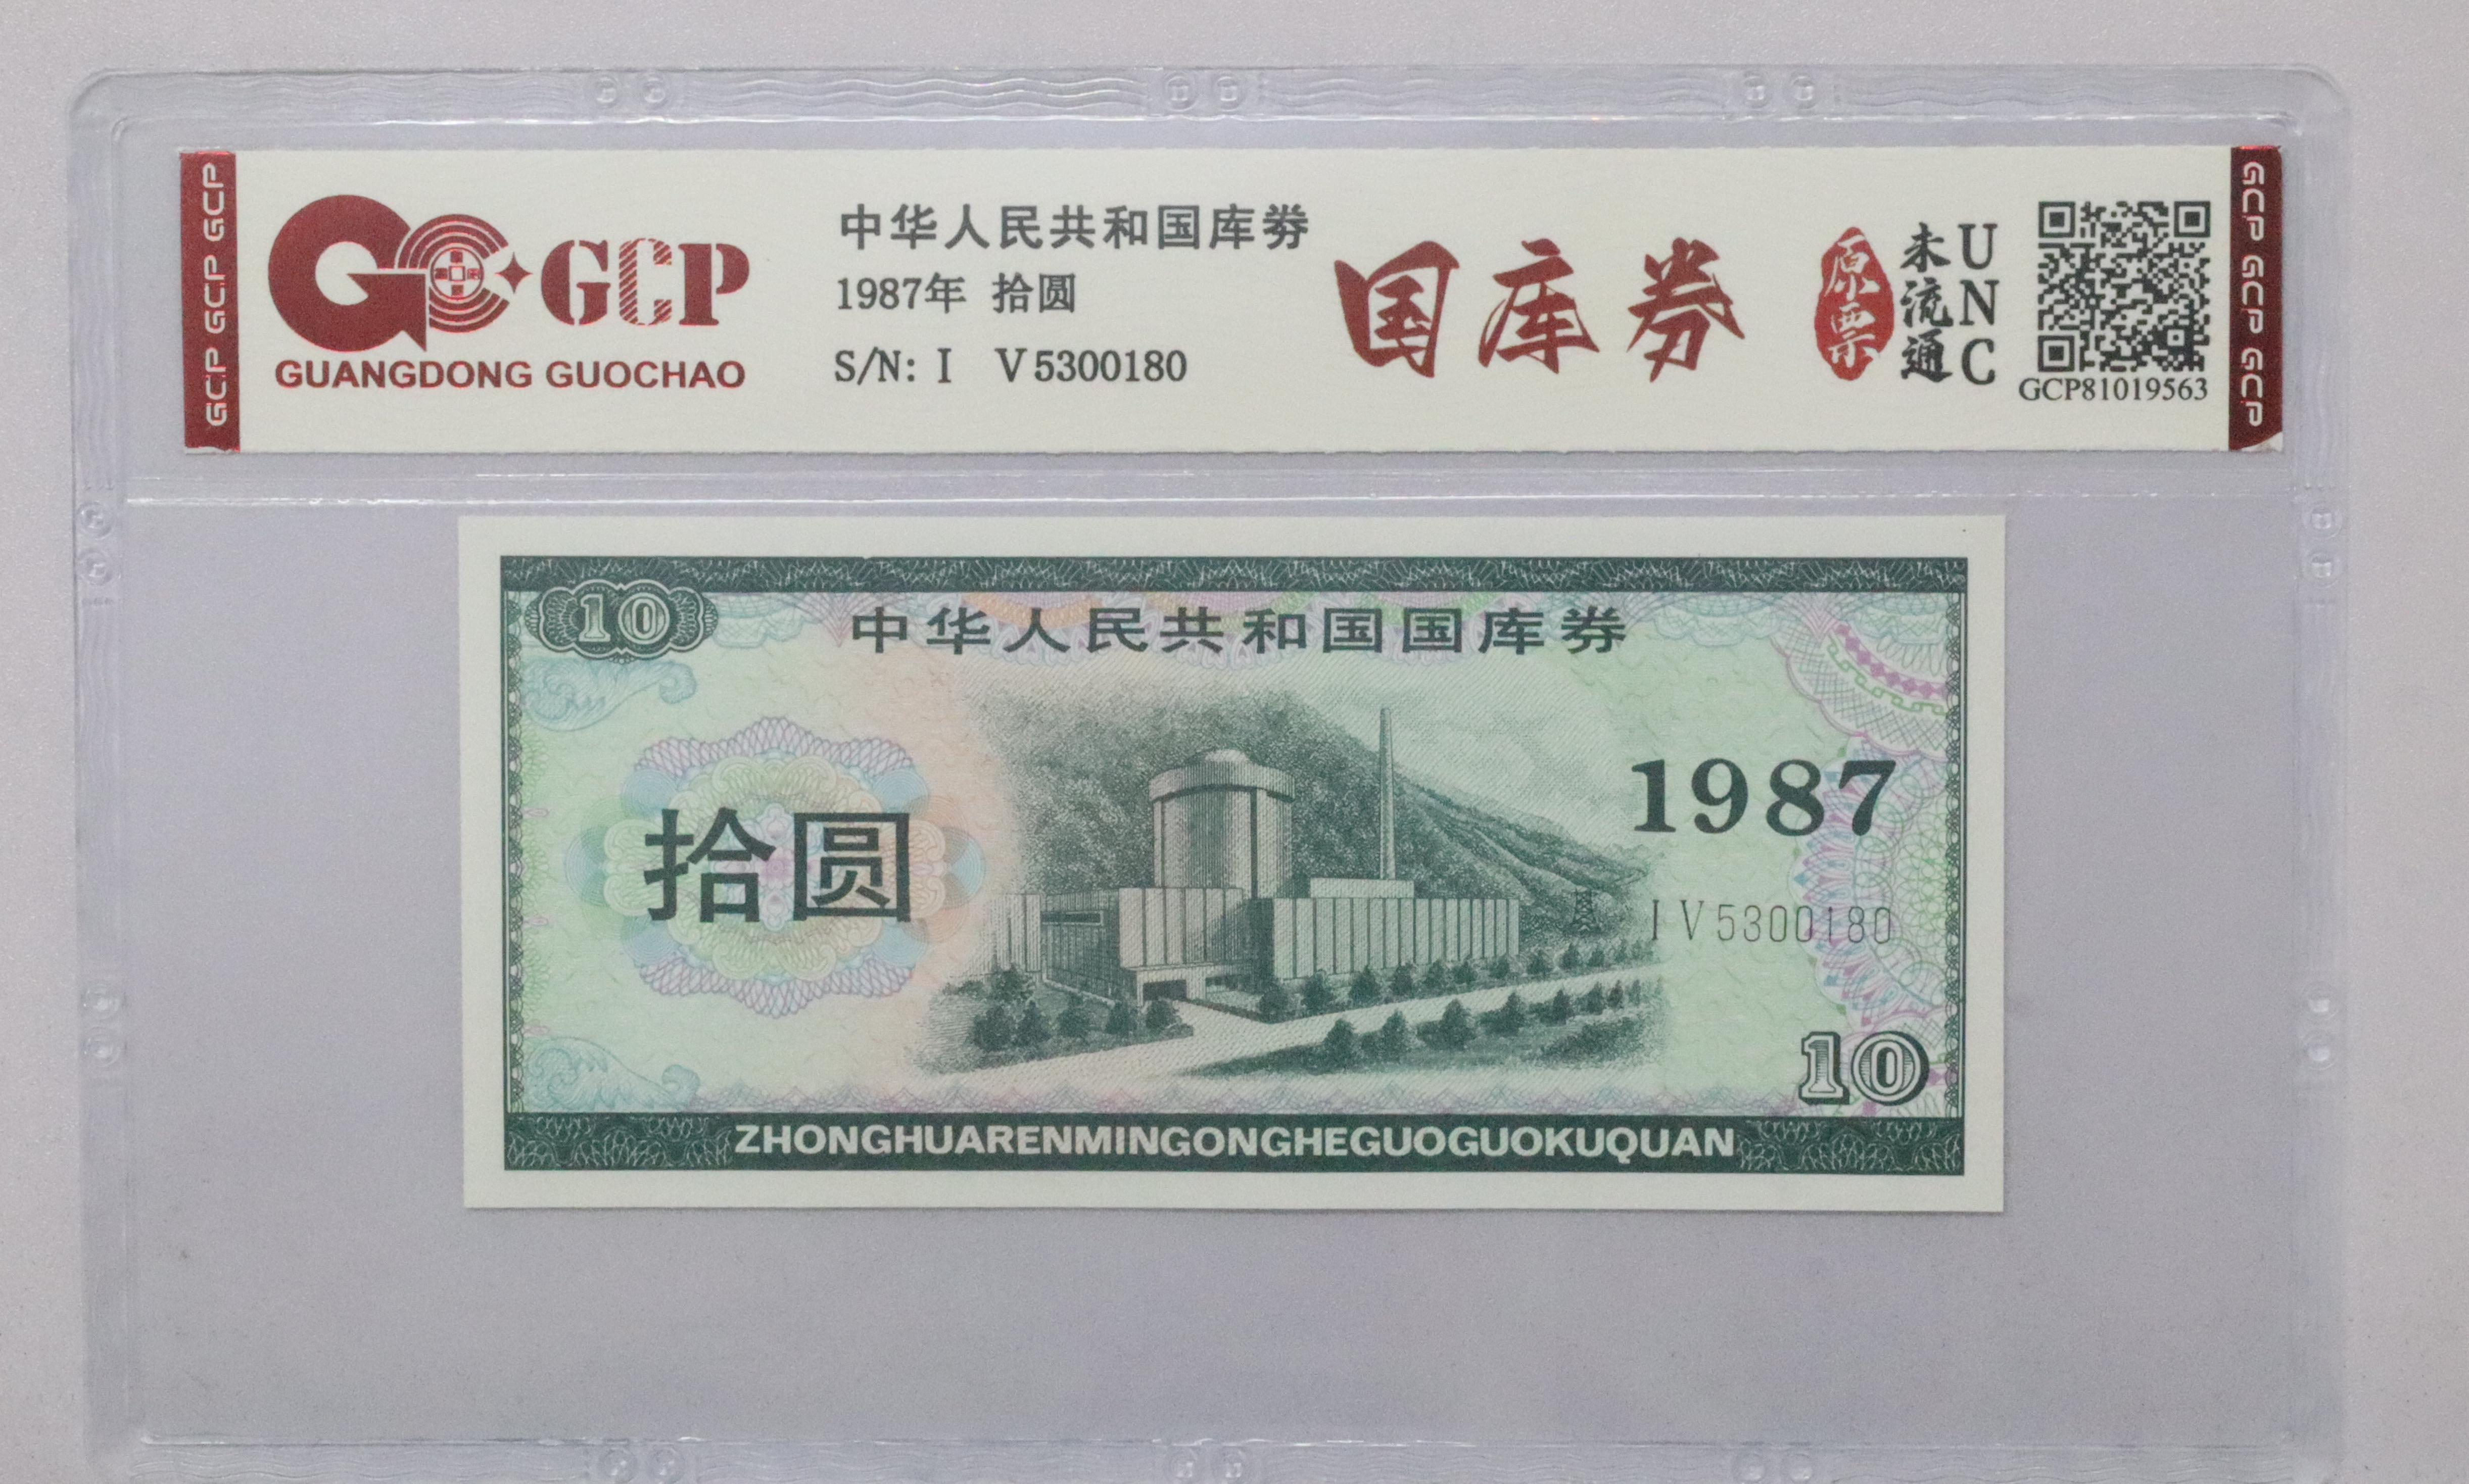 GCP GCP GCP
GCP
GUANGDONG GUOCHAO
中华人民共和国库券
1987年 拾圆
S/N: I V5300180
国库券
原票
未流通
UNC
GCP81019563
GCP GCP GCP
10
中华人民共和国国库券
拾圆
1987
I V5300180
10
ZHONGHUARENMINGONGHEGUOGUOKUQUAN